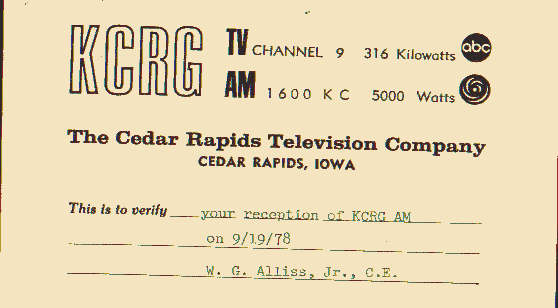 KCRG TV CHANNEL 9 316 Kilowatts abc
AM 1600 KC 5000 Watts
The Cedar Rapids Television Company
CEDAR RAPIDS, IOWA
This is to verify your reception of KCRG AM
on 9/19/78
W. G. Alliss, Jr., C.E.